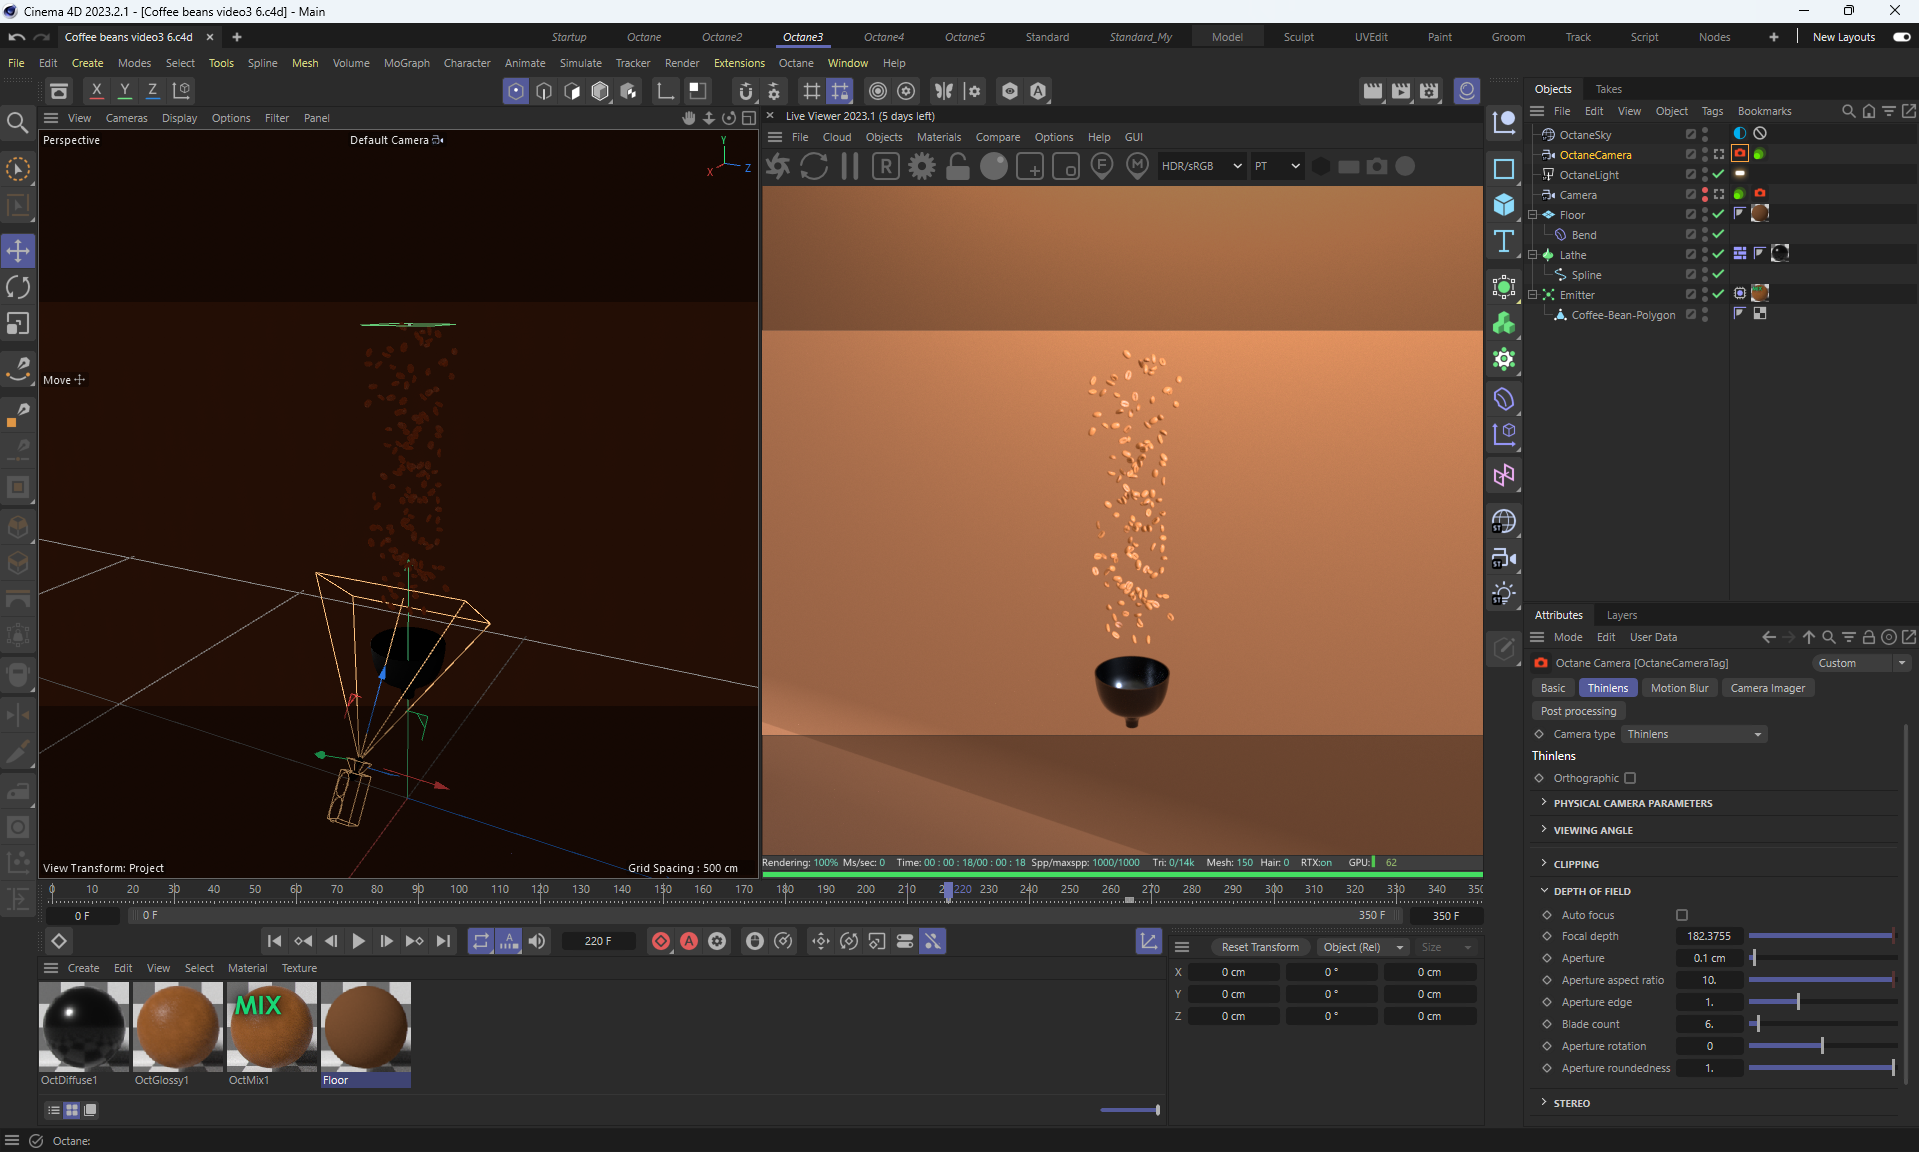 Cinema 4D 2023.2.1 - [Coffee beans video3 6.c4d] - Main
Coffee beans video3 6.c4d × +
Startup Octane Octane2 Octane3 Octane4 Octane5 Standard Standard_My Model Sculpt UVEdit Paint Groom Track Script Nodes + New Layouts
File Edit Create Modes Select Tools Spline Mesh Volume MoGraph Character Animate Simulate Tracker Render Extensions Octane Window Help
X Y Z
View Cameras Display Options Filter Panel
Perspective
Default Camera
Y
X
Z
Move
View Transform: Project
Grid Spacing : 500 cm
Live Viewer 2023.1 (5 days left)
File Cloud Objects Materials Compare Options Help GUI
R
F
M
HDR/sRGB
PT
Rendering: 100% Ms/sec: 0 Time: 00 : 00 : 18/00 : 00 : 18 Spp/maxspp: 1000/1000 Tri: 0/14k Mesh: 150 Hair: 0 RTX:on GPU: 62
0 10 20 30 40 50 60 70 80 90 100 110 120 130 140 150 160 170 180 190 200 210 220 230 240 250 260 270 280 290 300 310 320 330 340 350
0 F
0 F
350 F
350 F
220 F
Create Edit View Select Material Texture
MIX
OctDiffuse1
OctGlossy1
OctMix1
Floor
Reset Transform
Object (Rel)
Size
X 0 cm 0 ° 0 cm
Y 0 cm 0 ° 0 cm
Z 0 cm 0 ° 0 cm
Octane:
Objects Takes
File Edit View Object Tags Bookmarks
OctaneSky
OctaneCamera
OctaneLight
Camera
Floor
Bend
Lathe
Spline
Emitter
Coffee-Bean-Polygon
Attributes Layers
Mode Edit User Data
Octane Camera [OctaneCameraTag]
Custom
Basic Thinlens Motion Blur Camera Imager
Post processing
Camera type Thinlens
Thinlens
Orthographic
PHYSICAL CAMERA PARAMETERS
VIEWING ANGLE
CLIPPING
DEPTH OF FIELD
Auto focus
Focal depth 182.3755
Aperture 0.1 cm
Aperture aspect ratio 10.
Aperture edge 1.
Blade count 6.
Aperture rotation 0
Aperture roundedness 1.
STEREO